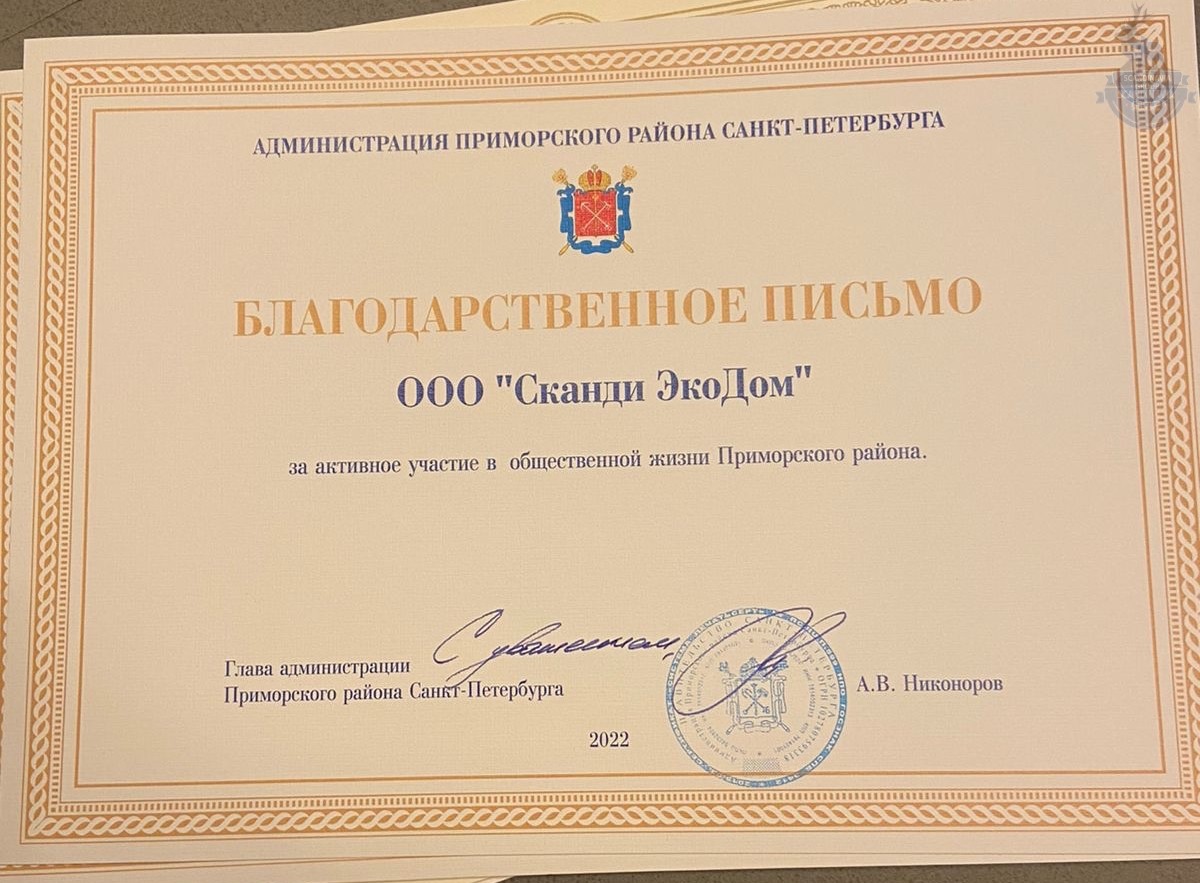 АДМИНИСТРАЦИЯ ПРИМОРСКОГО РАЙОНА САНКТ-ПЕТЕРБУРГА
БЛАГОДАРСТВЕННОЕ ПИСЬМО
ООО "Сканди ЭкоДом"
за активное участие в общественной жизни Приморского района.
С уважением,
Глава администрации
Приморского района Санкт-Петербурга
А.В. Никоноров
2022